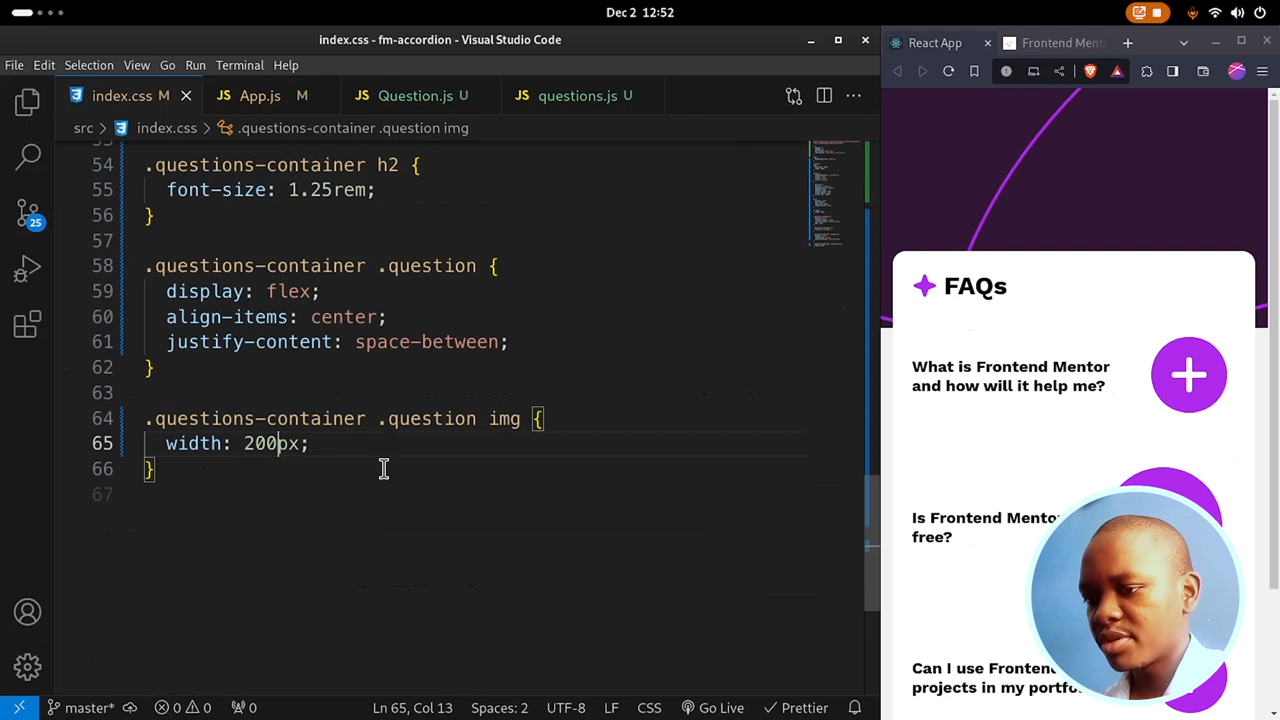 Dec 2 12:52
index.css - fm-accordion - Visual Studio Code
File Edit Selection View Go Run Terminal Help
index.css M App.js M Question.js U questions.js U
src > index.css > .questions-container .question img
54 .questions-container h2 {
55 font-size: 1.25rem;
56 }
57
58 .questions-container .question {
59 display: flex;
60 align-items: center;
61 justify-content: space-between;
62 }
63
64 .questions-container .question img {
65 width: 200px;
66 }
67
25
master* 0 0 0 Ln 65, Col 13 Spaces: 2 UTF-8 LF CSS Go Live Prettier
React App
Frontend Ment
FAQs
What is Frontend Mentor
and how will it help me?
Is Frontend Mento
free?
Can I use Fronten
projects in my portfo